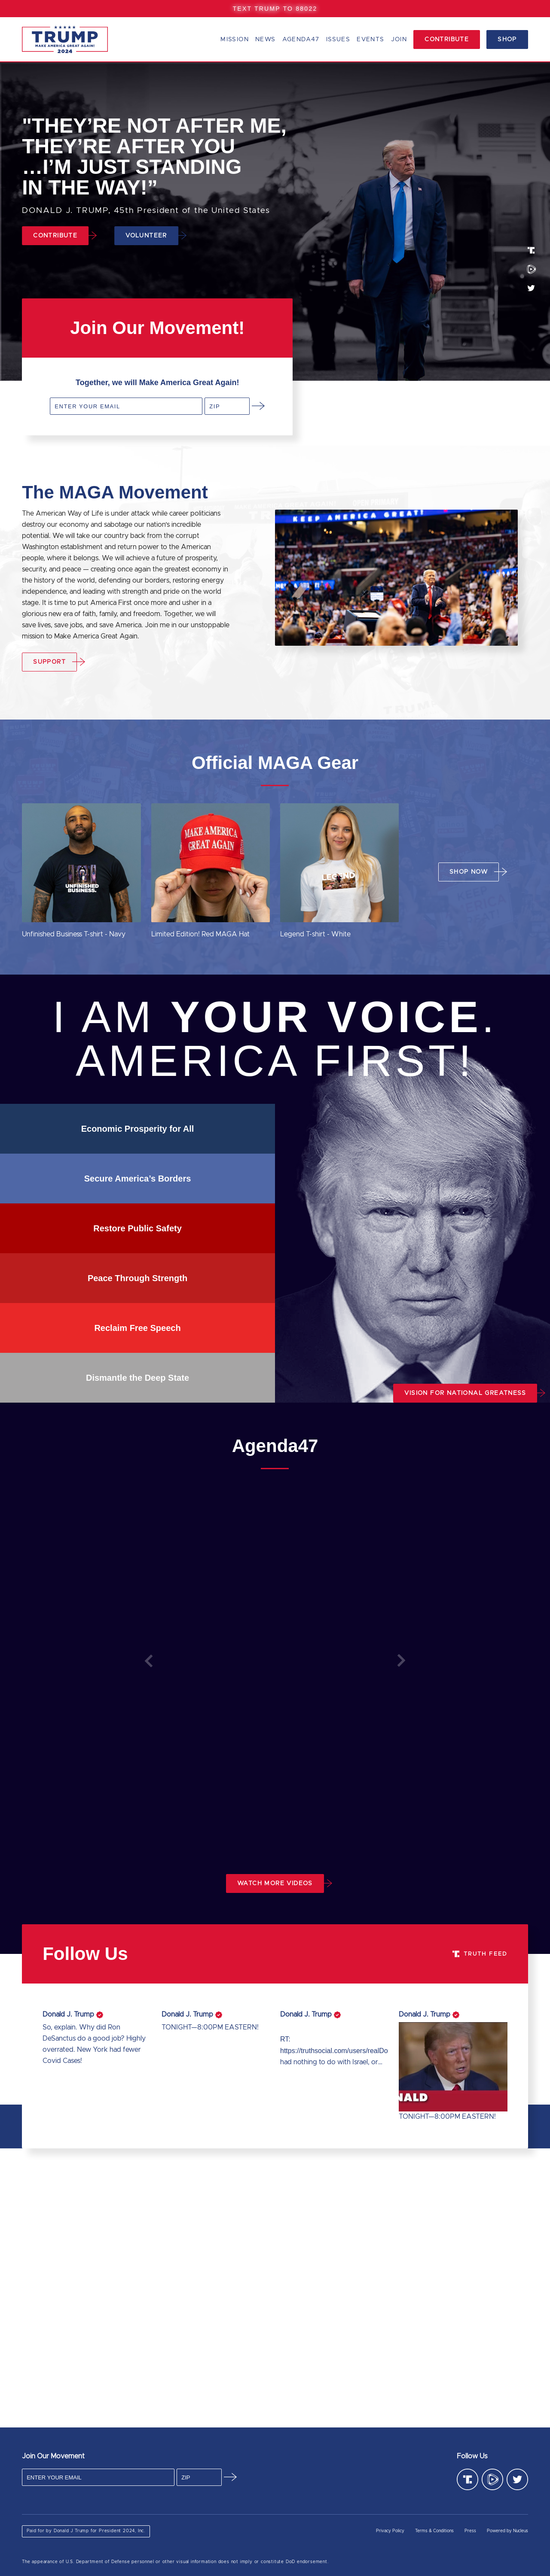 TEXT TRUMP TO 88022
TRUMP
MAKE AMERICA GREAT AGAIN!
2024
MISSION NEWS AGENDA47 ISSUES EVENTS JOIN CONTRIBUTE SHOP
"THEY’RE NOT AFTER ME,
THEY’RE AFTER YOU
…I’M JUST STANDING
IN THE WAY!”
DONALD J. TRUMP, 45th President of the United States
CONTRIBUTE VOLUNTEER
Join Our Movement!
Together, we will Make America Great Again!
ENTER YOUR EMAIL ZIP
The MAGA Movement
The American Way of Life is under attack while career politicians
destroy our economy and sabotage our nation's incredible
potential. We will take our country back from the corrupt
Washington establishment and return power to the American
people, where it belongs. We will achieve a future of prosperity,
security, and peace — creating once again the greatest economy in
the history of the world, defending our borders, restoring energy
independence, and leading with strength and pride on the world
stage. It is time to put America First once more and usher in a
glorious new era of faith, family, and freedom. Together, we will
save lives, save jobs, and save America. Join me in our unstoppable
mission to Make America Great Again.
KEEP AMERICA GREAT!
SUPPORT
TRUMP
Official MAGA Gear
UNFINISHED
BUSINESS.
MAKE AMERICA
GREAT AGAIN
LEGEND
SHOP NOW
Unfinished Business T-shirt - Navy
Limited Edition! Red MAGA Hat
Legend T-shirt - White
I AM YOUR VOICE.
AMERICA FIRST!
Economic Prosperity for All
Secure America’s Borders
Restore Public Safety
Peace Through Strength
Reclaim Free Speech
Dismantle the Deep State
VISION FOR NATIONAL GREATNESS
Agenda47
WATCH MORE VIDEOS
Follow Us
TRUTH FEED
Donald J. Trump
So, explain. Why did Ron
DeSanctus do a good job? Highly
overrated. New York had fewer
Covid Cases!
Donald J. Trump
TONIGHT—8:00PM EASTERN!
Donald J. Trump
RT:
https://truthsocial.com/users/realDo
had nothing to do with Israel, or...
Donald J. Trump
NALD
TONIGHT—8:00PM EASTERN!
Join Our Movement
ENTER YOUR EMAIL ZIP
Follow Us
Paid for by Donald J Trump for President 2024, Inc.
Privacy Policy Terms & Conditions Press Powered by Nucleus
The appearance of U.S. Department of Defense personnel or other visual information does not imply or constitute DoD endorsement